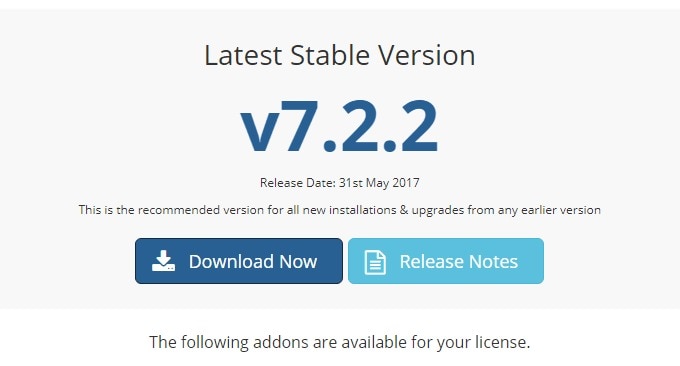 Latest Stable Version
v7.2.2
Release Date: 31st May 2017
This is the recommended version for all new installations & upgrades from any earlier version
Download Now Release Notes
The following addons are available for your license.